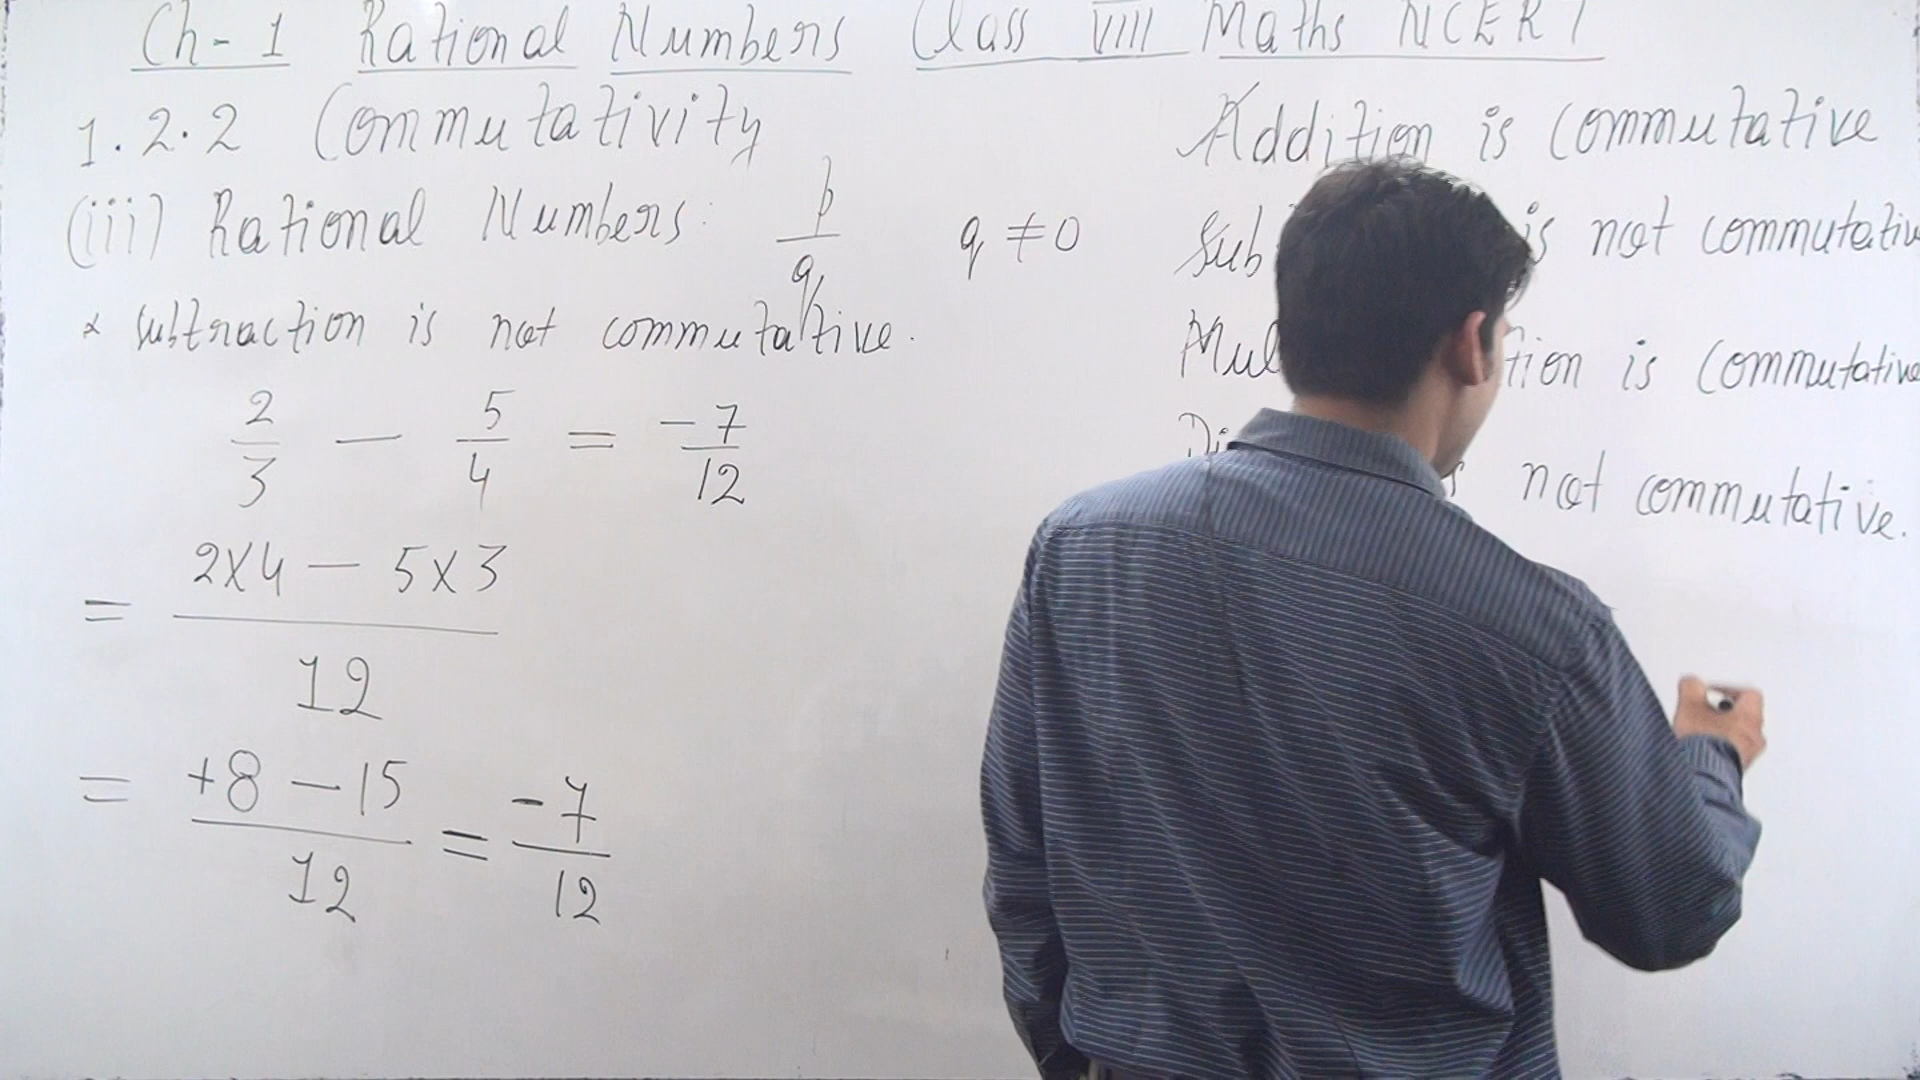 Ch-1 Rational Numbers Class VIII Maths NCERT
1.2.2 Commutativity
(iii) Rational Numbers: p/q q ≠ 0
* subtraction is not commutative.
2/3 - 5/4 = -7/12
= 2×4 - 5×3 / 12
= +8 - 15 / 12 = -7/12
Addition is commutative
Sub is not commutative
Mul tion is commutative
Di s not commutative.